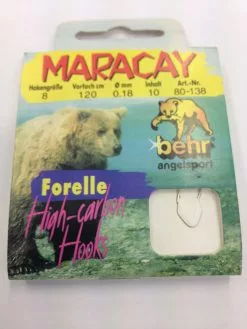 MARACAY
Hakengröße Vorfach cm Ø mm Inhalt Art.-Nr.
8 120 0.18 10 80-138
behr
angelsport
Forelle
High-carbon
Hooks